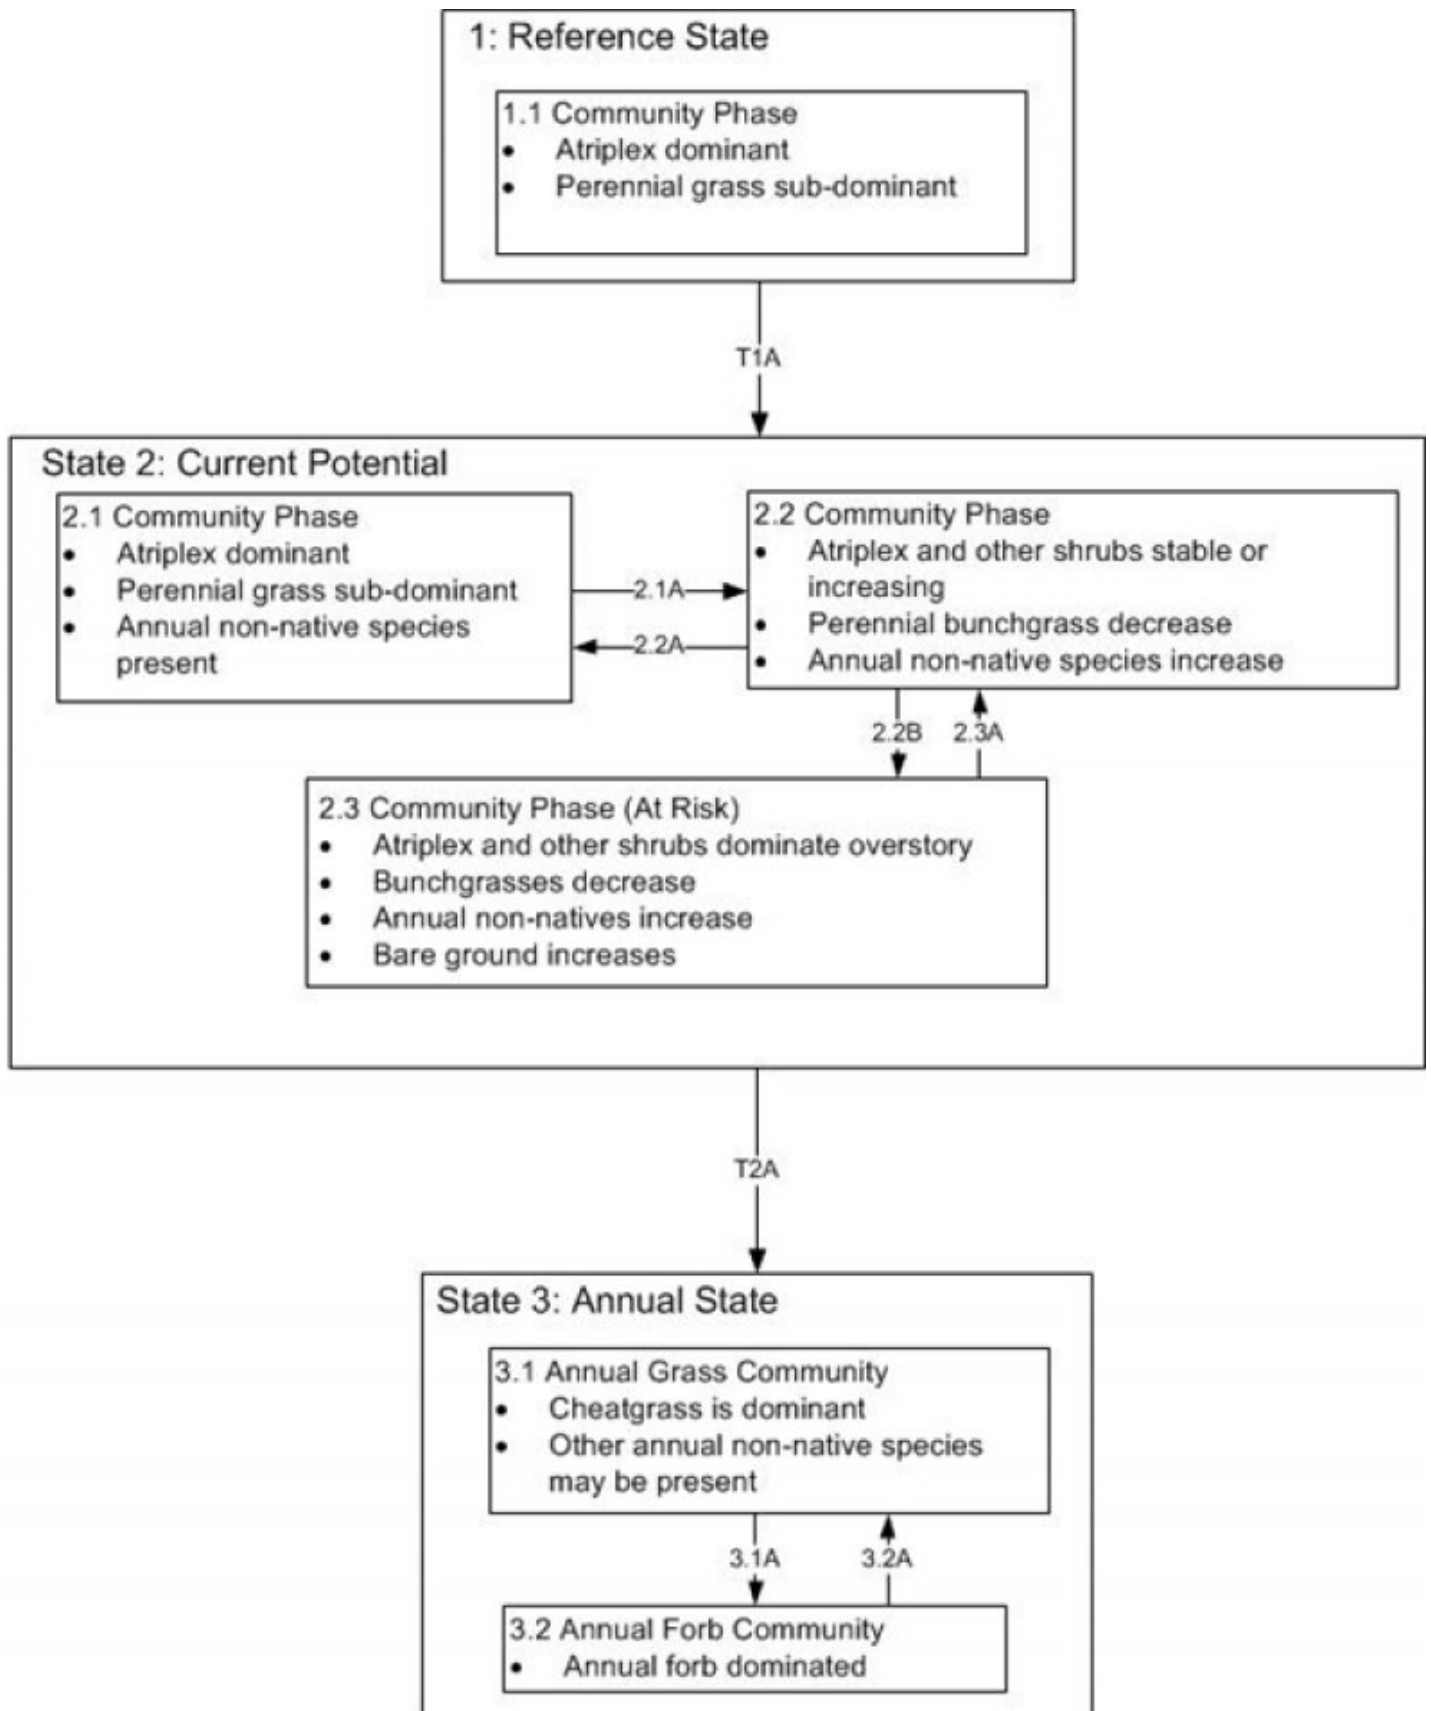 1: Reference State
1.1 Community Phase
• Atriplex dominant
• Perennial grass sub-dominant
T1A
State 2: Current Potential
2.1 Community Phase
• Atriplex dominant
• Perennial grass sub-dominant
• Annual non-native species
present
2.1A
2.2A
2.2 Community Phase
• Atriplex and other shrubs stable or
increasing
• Perennial bunchgrass decrease
• Annual non-native species increase
2.2B
2.3A
2.3 Community Phase (At Risk)
• Atriplex and other shrubs dominate overstory
• Bunchgrasses decrease
• Annual non-natives increase
• Bare ground increases
T2A
State 3: Annual State
3.1 Annual Grass Community
• Cheatgrass is dominant
• Other annual non-native species
may be present
3.1A
3.2A
3.2 Annual Forb Community
• Annual forb dominated